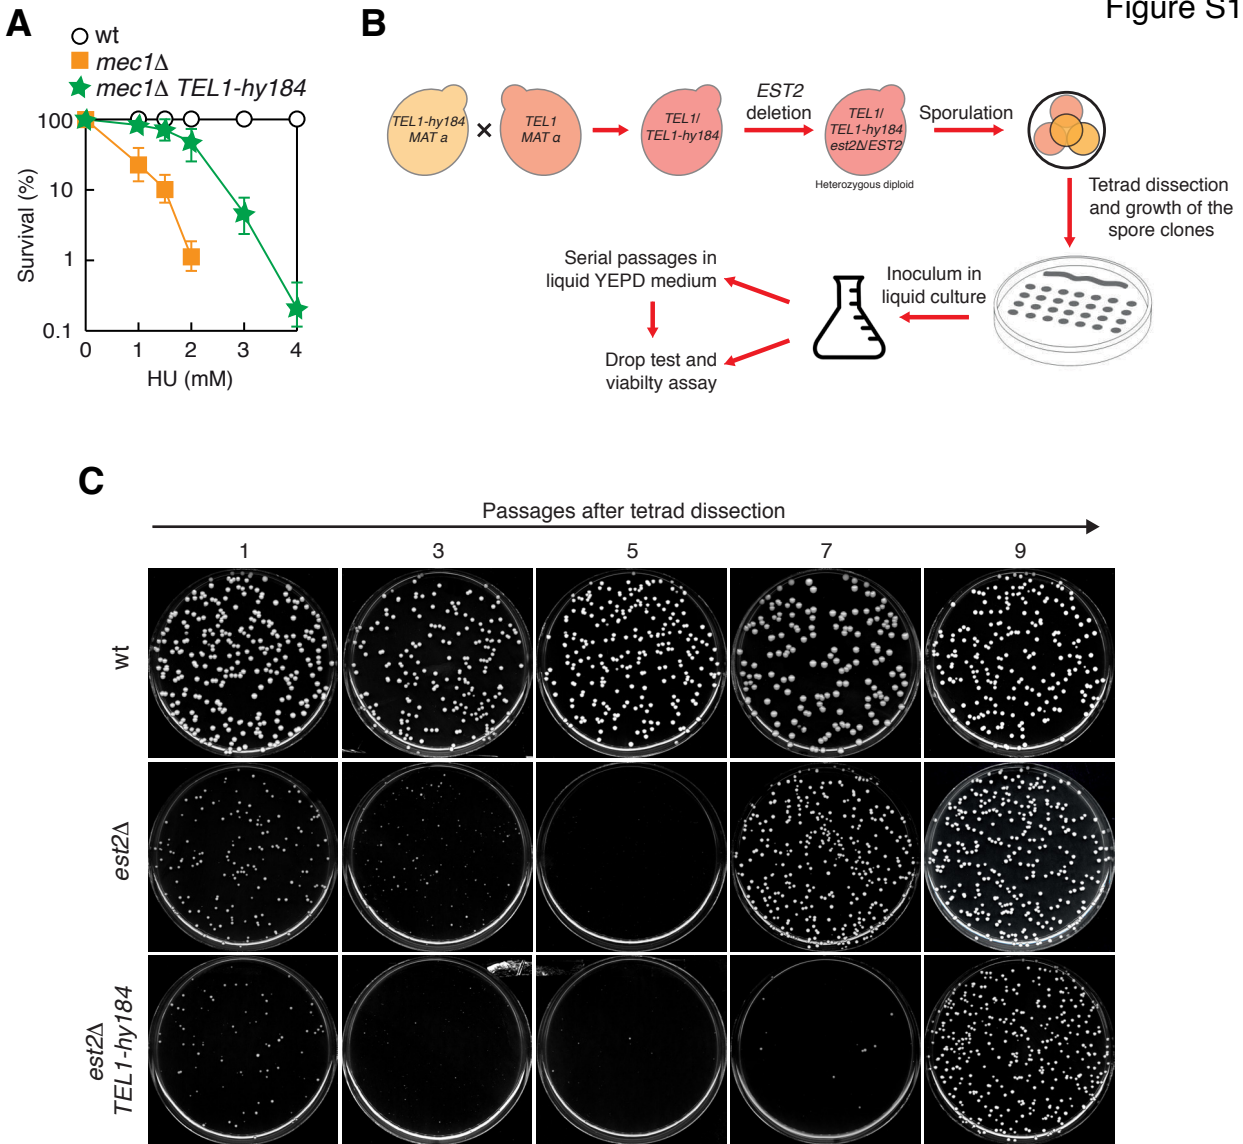 Figure S1
A
wt
mec1Δ
mec1Δ TEL1-hy184
Survival (%)
100
10
1
0.1
0 1 2 3 4
HU (mM)
B
TEL1-hy184
MAT a
×
TEL1
MAT α
TEL1/
TEL1-hy184
EST2
deletion
TEL1/
TEL1-hy184
est2Δ/EST2
Heterozygous diploid
Sporulation
Tetrad dissection
and growth of the
spore clones
Inoculum in
liquid culture
Serial passages in
liquid YEPD medium
Drop test and
viabilty assay
C
Passages after tetrad dissection
1 3 5 7 9
wt
est2Δ
est2Δ
TEL1-hy184